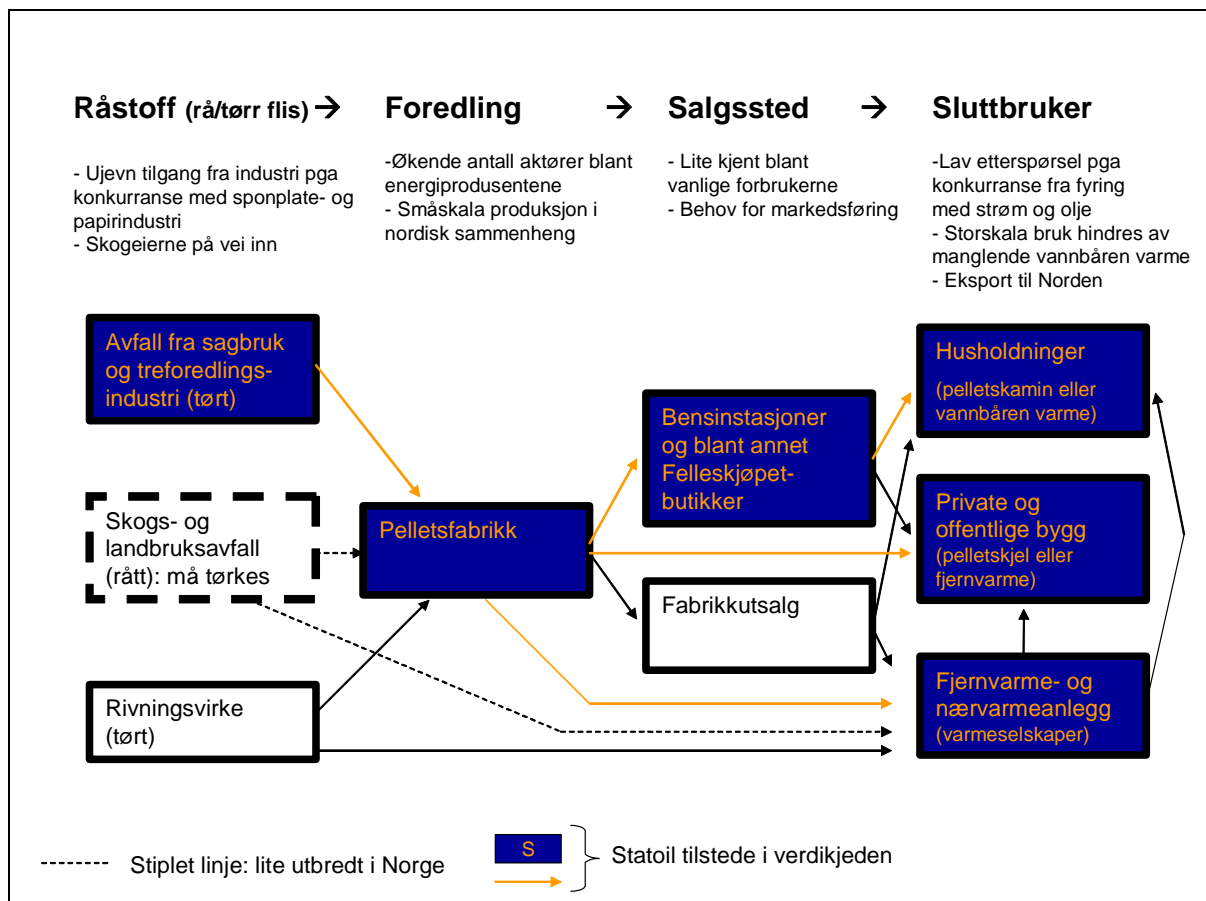 Råstoff (rå/tørr flis) → Foredling → Salgssted → Sluttbruker
- Ujevn tilgang fra industri pga
konkurranse med sponplate- og
papirindustri
- Skogeierne på vei inn
-Økende antall aktører blant
energiprodusentene
- Småskala produksjon i
nordisk sammenheng
- Lite kjent blant
vanlige forbrukerne
- Behov for markedsføring
-Lav etterspørsel pga
konkurranse fra fyring
med strøm og olje
- Storskala bruk hindres av
manglende vannbåren varme
- Eksport til Norden
Avfall fra sagbruk
og treforedlings-
industri (tørt)
Skogs- og
landbruksavfall
(rått): må tørkes
Rivningsvirke
(tørt)
Pelletsfabrikk
Bensinstasjoner
og blant annet
Felleskjøpet-
butikker
Fabrikkutsalg
Husholdninger
(pelletskamin eller
vannbåren varme)
Private og
offentlige bygg
(pelletskjel eller
fjernvarme)
Fjernvarme- og
nærvarmeanlegg
(varmeselskaper)
Stiplet linje: lite utbredt i Norge
S
Statoil tilstede i verdikjeden